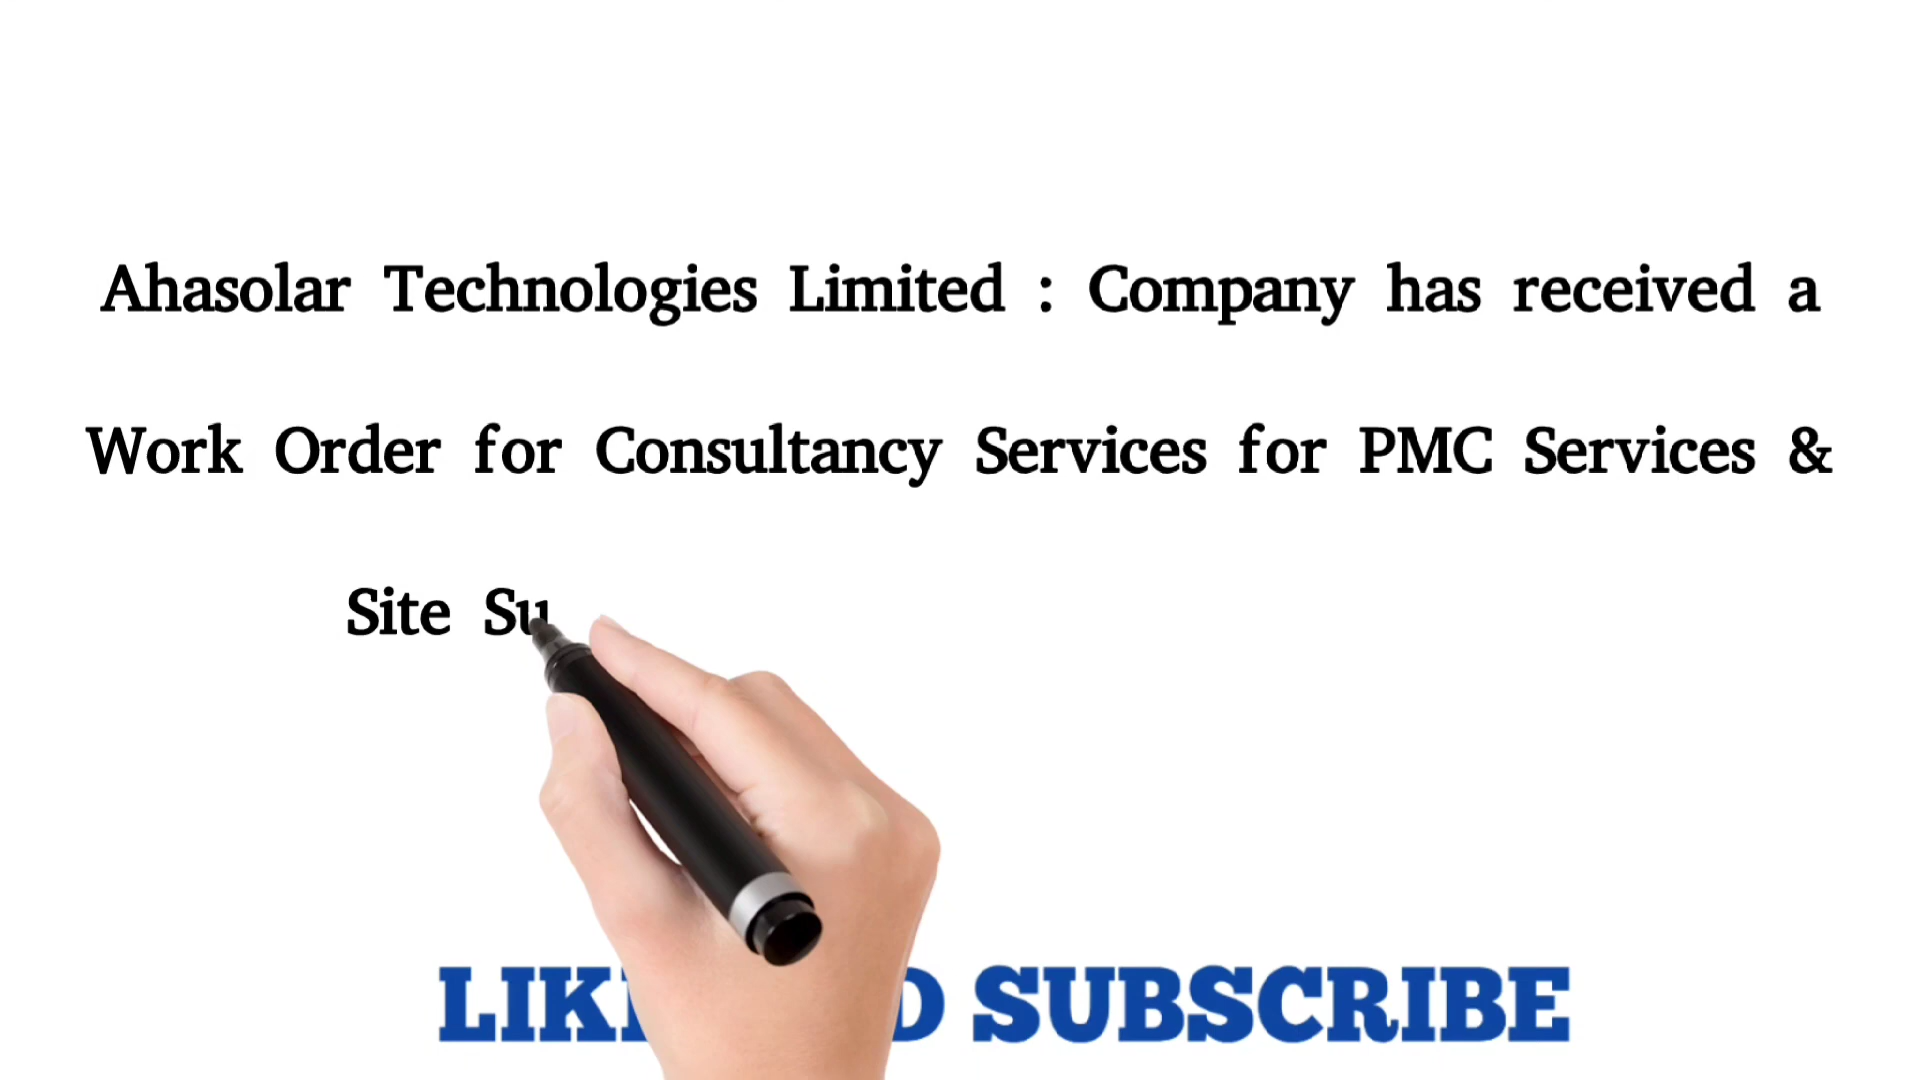 Ahasolar Technologies Limited : Company has received a
Work Order for Consultancy Services for PMC Services &
Site Su
SUBSCRIBE